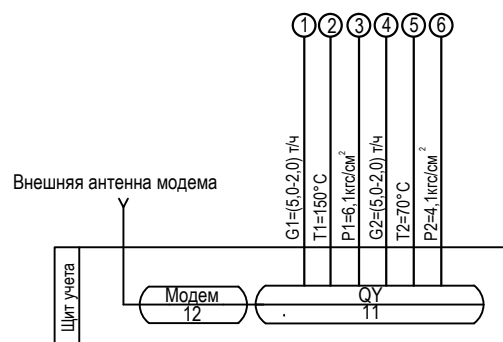 1 2 3 4 5 6
G1=(5,0-2,0) т/ч
T1=150°C
P1=6,1кгс/см²
G2=(5,0-2,0) т/ч
T2=70°C
P2=4,1кгс/см²
Внешняя антенна модема
Щит учета
Модем
12
QY
11